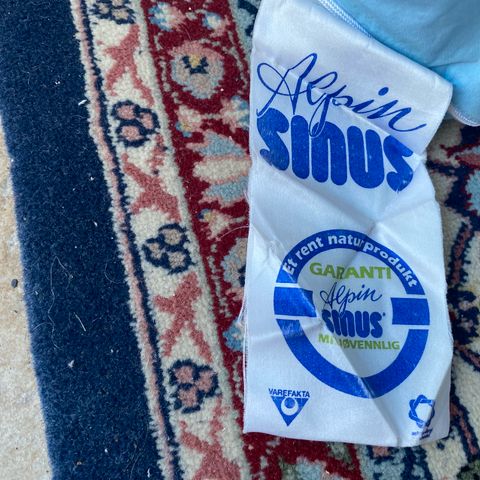 Alpin
SINUS
Et rent naturprodukt
GARANTI
Alpin
SINUS
MILJØVENNLIG
VAREFAKTA